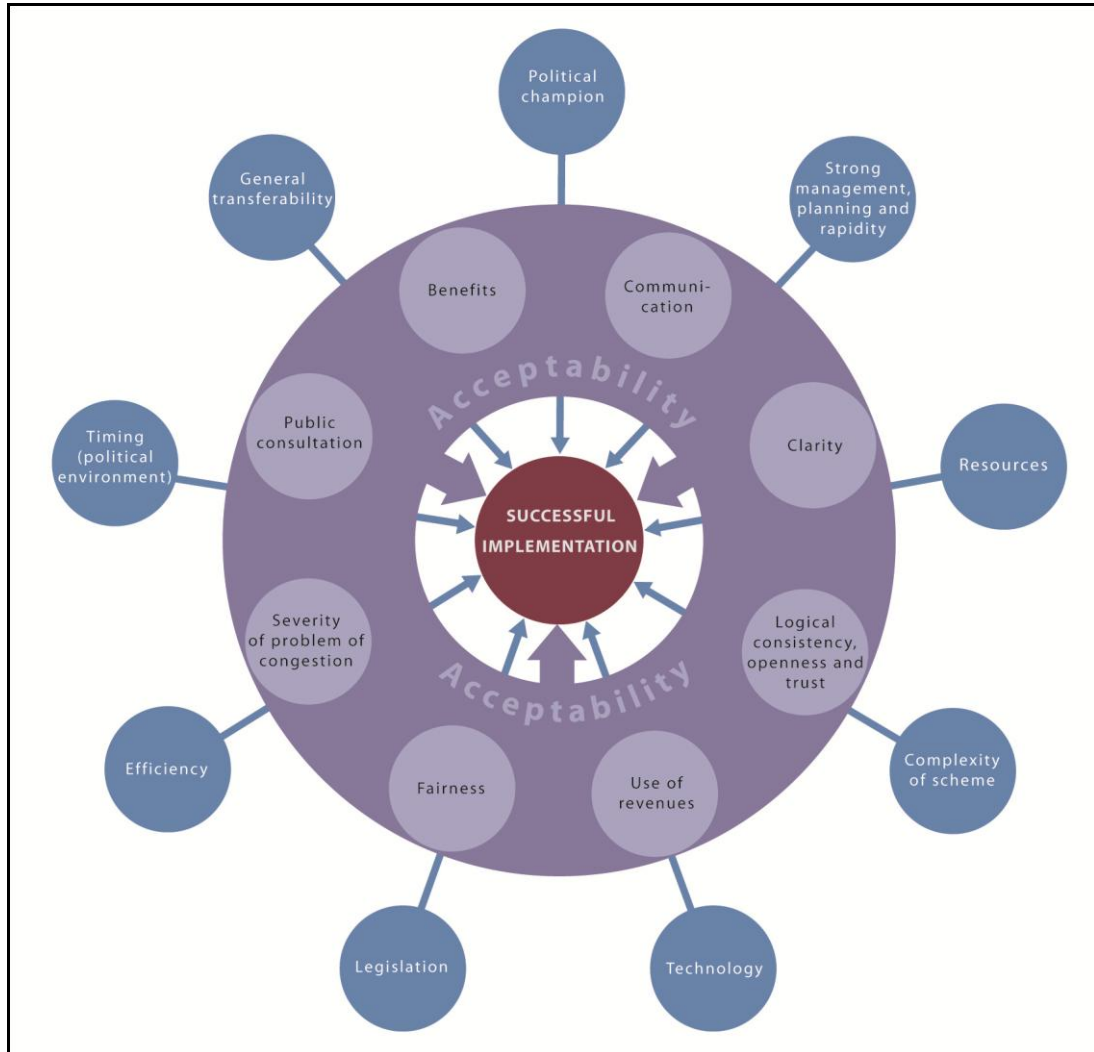 Political
champion
General
transferability
Strong
management,
planning and
rapidity
Benefits
Communi-
cation
Acceptability
Public
consultation
Clarity
Timing
(political
environment)
Resources
SUCCESSFUL
IMPLEMENTATION
Severity
of problem of
congestion
Logical
consistency,
openness and
trust
Acceptability
Efficiency
Complexity
of scheme
Fairness
Use of
revenues
Legislation
Technology